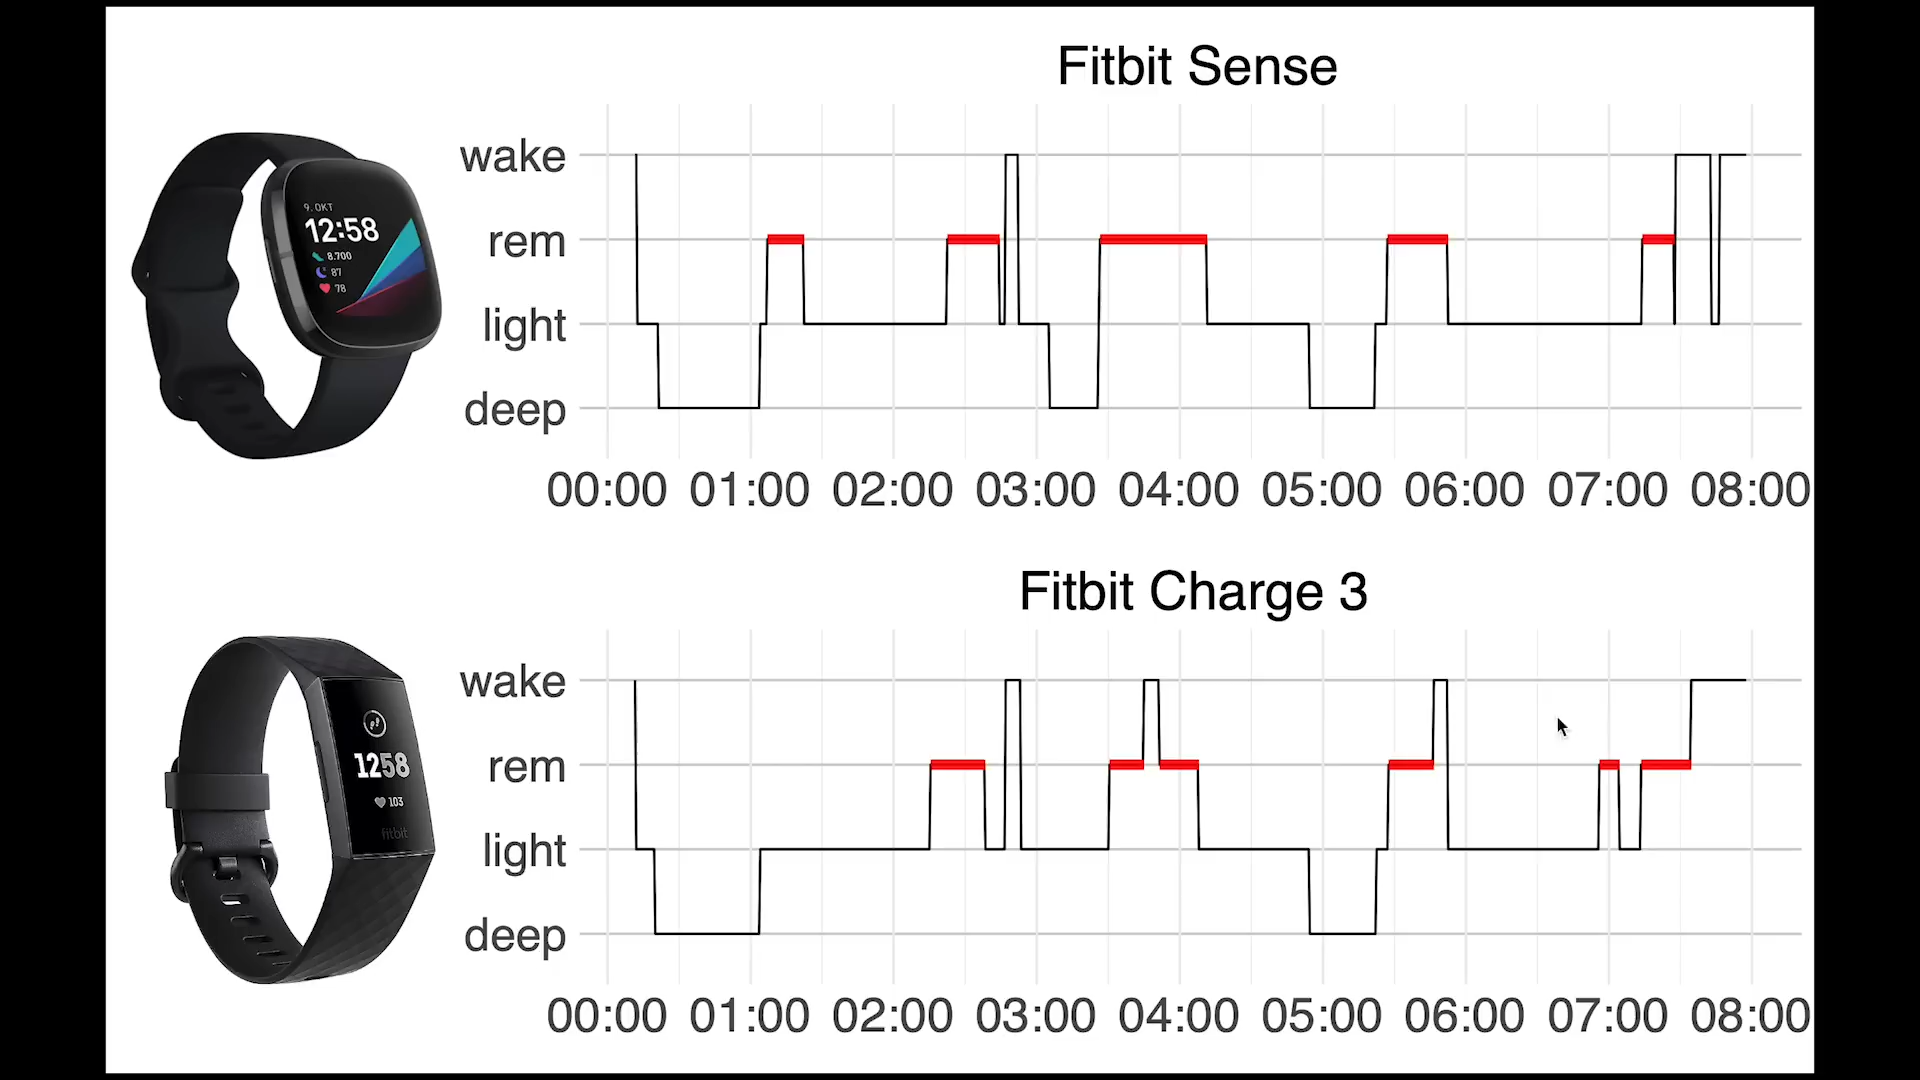 Fitbit Sense
wake
rem
light
deep
00:00 01:00 02:00 03:00 04:00 05:00 06:00 07:00 08:00
9. OKT
12:58
8.700
87
78
Fitbit Charge 3
wake
rem
light
deep
00:00 01:00 02:00 03:00 04:00 05:00 06:00 07:00 08:00
1258
103
fitbit